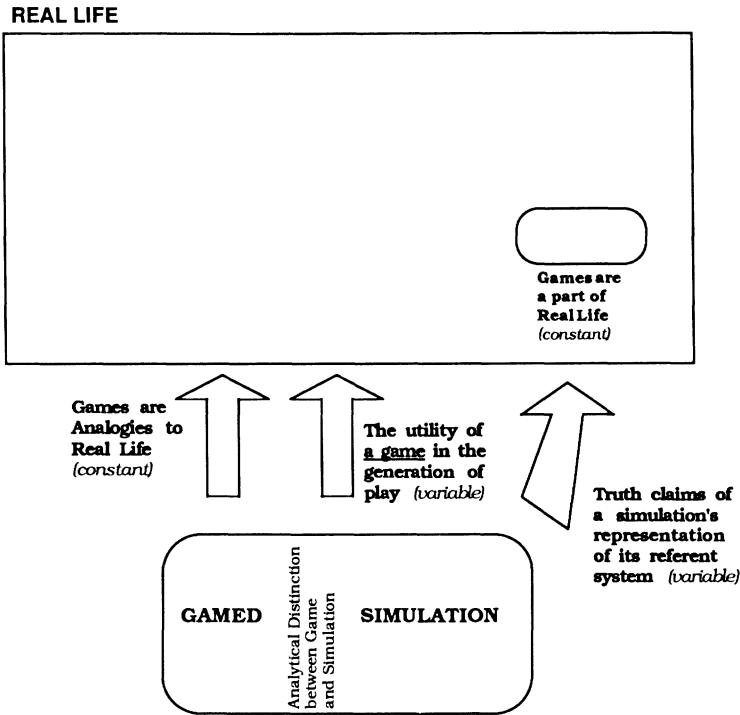 REAL LIFE
Games are
a part of
Real Life
(constant)
Games are
Analogies to
Real Life
(constant)
The utility of
a game in the
generation of
play (variable)
Truth claims of
a simulation's
representation
of its referent
system (variable)
GAMED
Analytical Distinction
between Game
and Simulation
SIMULATION